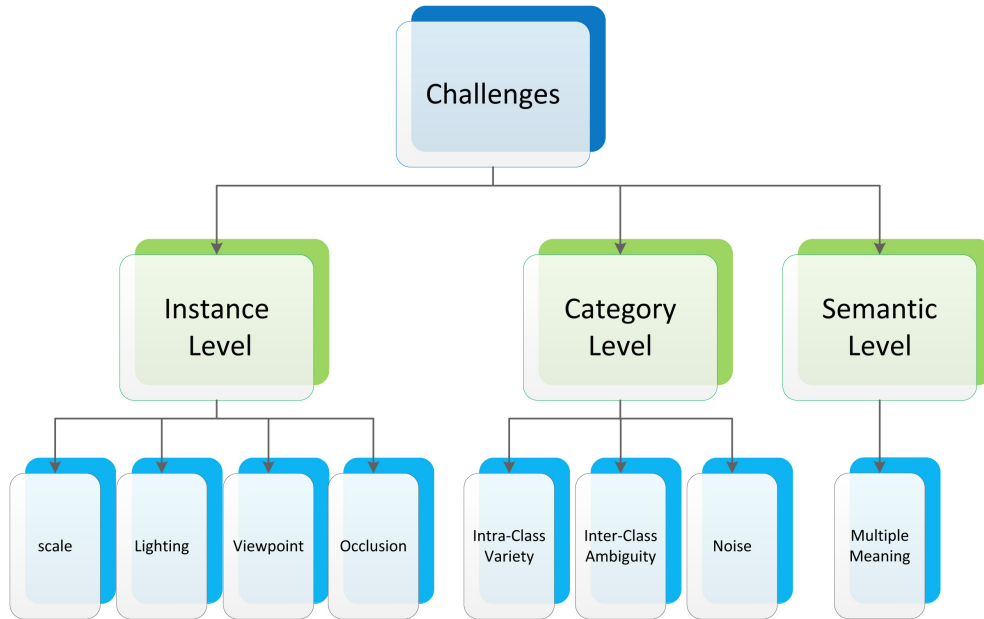 Challenges
Instance
Level
Category
Level
Semantic
Level
scale
Lighting
Viewpoint
Occlusion
Intra-Class
Variety
Inter-Class
Ambiguity
Noise
Multiple
Meaning